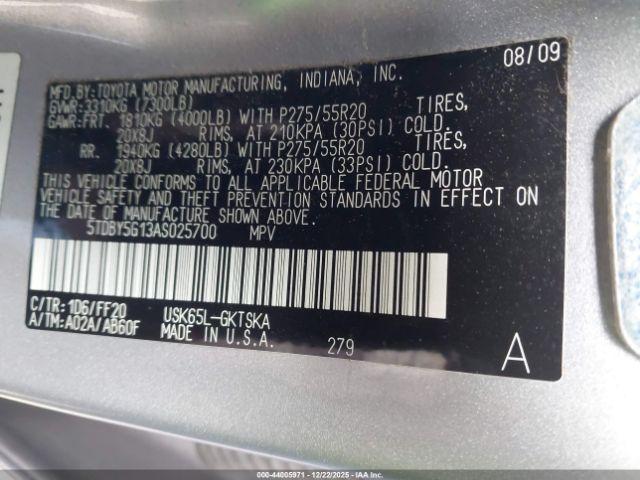 MFD. BY: TOYOTA MOTOR MANUFACTURING, INDIANA, INC. 08/09
GVWR: 3310KG (7300LB)
GAWR: FRT. 1810KG (4000LB) WITH P275/55R20 TIRES,
20X8J RIMS, AT 210KPA (30PSI) COLD.
RR. 1940KG (4280LB) WITH P275/55R20 TIRES,
20X8J RIMS, AT 230KPA (33PSI) COLD.
THIS VEHICLE CONFORMS TO ALL APPLICABLE FEDERAL MOTOR
VEHICLE SAFETY AND THEFT PREVENTION STANDARDS IN EFFECT ON
THE DATE OF MANUFACTURE SHOWN ABOVE.
5TDBY5G13AS025700 MPV
C/TR: 1D6/FF20 USK65L-GKTSKA
A/TM: A02A/AB60F MADE IN U.S.A.
279 A
000-44005971 - 12/22/2025 - IAAI.COM